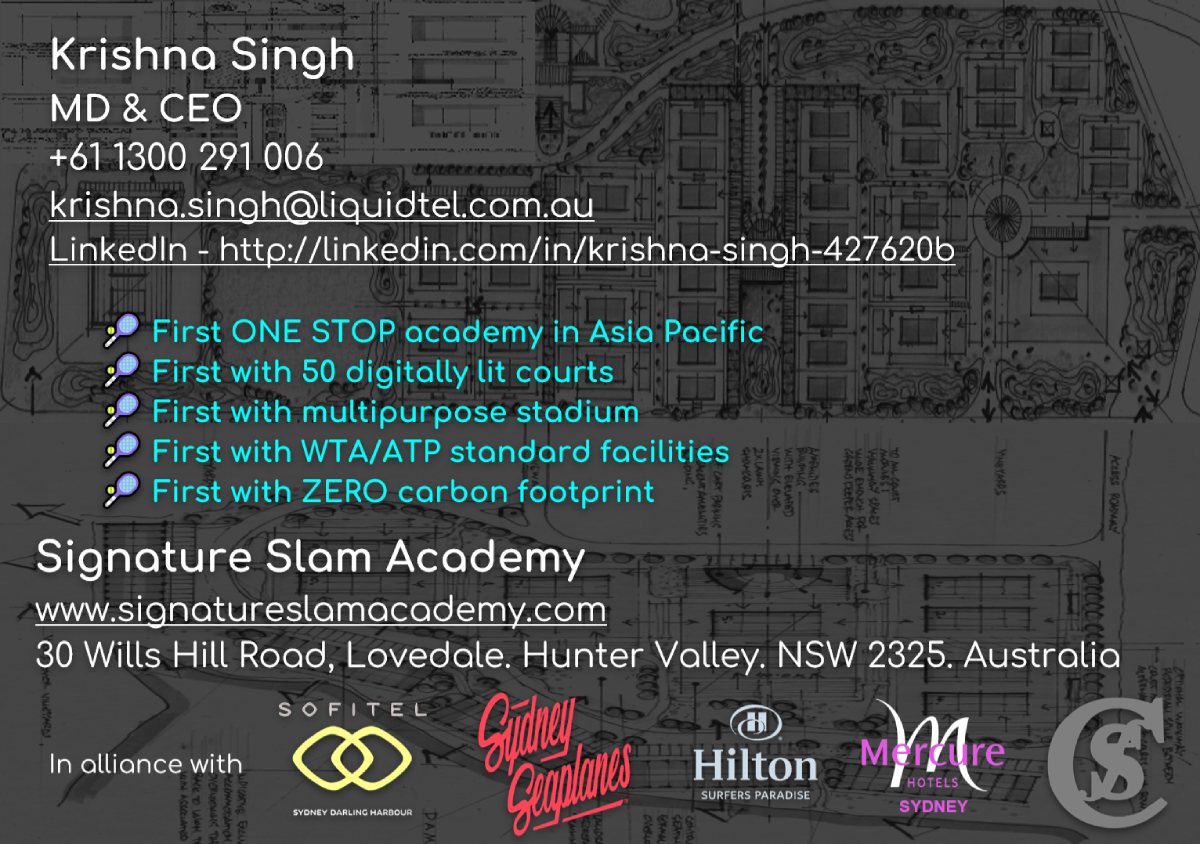 Krishna Singh
MD & CEO
+61 1300 291 006
krishna.singh@liquidtel.com.au
LinkedIn - http://linkedin.com/in/krishna-singh-427620b
First ONE STOP academy in Asia Pacific
First with 50 digitally lit courts
First with multipurpose stadium
First with WTA/ATP standard facilities
First with ZERO carbon footprint
VINEYARDS
ACCESS ROADWAY
Signature Slam Academy
www.signatureslamacademy.com
30 Wills Hill Road, Lovedale. Hunter Valley. NSW 2325. Australia
In alliance with
SOFITEL
SYDNEY DARLING HARBOUR
Sydney
Seaplanes
Hilton
SURFERS PARADISE
Mercure
HOTELS
SYDNEY
DAM